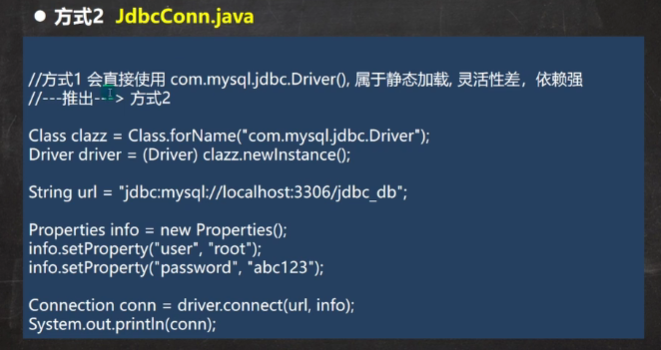 ● 方式2 JdbcConn.java
//方式1 会直接使用 com.mysql.jdbc.Driver(), 属于静态加载, 灵活性差，依赖强
//---推出---> 方式2
Class clazz = Class.forName("com.mysql.jdbc.Driver");
Driver driver = (Driver) clazz.newInstance();
String url = "jdbc:mysql://localhost:3306/jdbc_db";
Properties info = new Properties();
info.setProperty("user", "root");
info.setProperty("password", "abc123");
Connection conn = driver.connect(url, info);
System.out.println(conn);